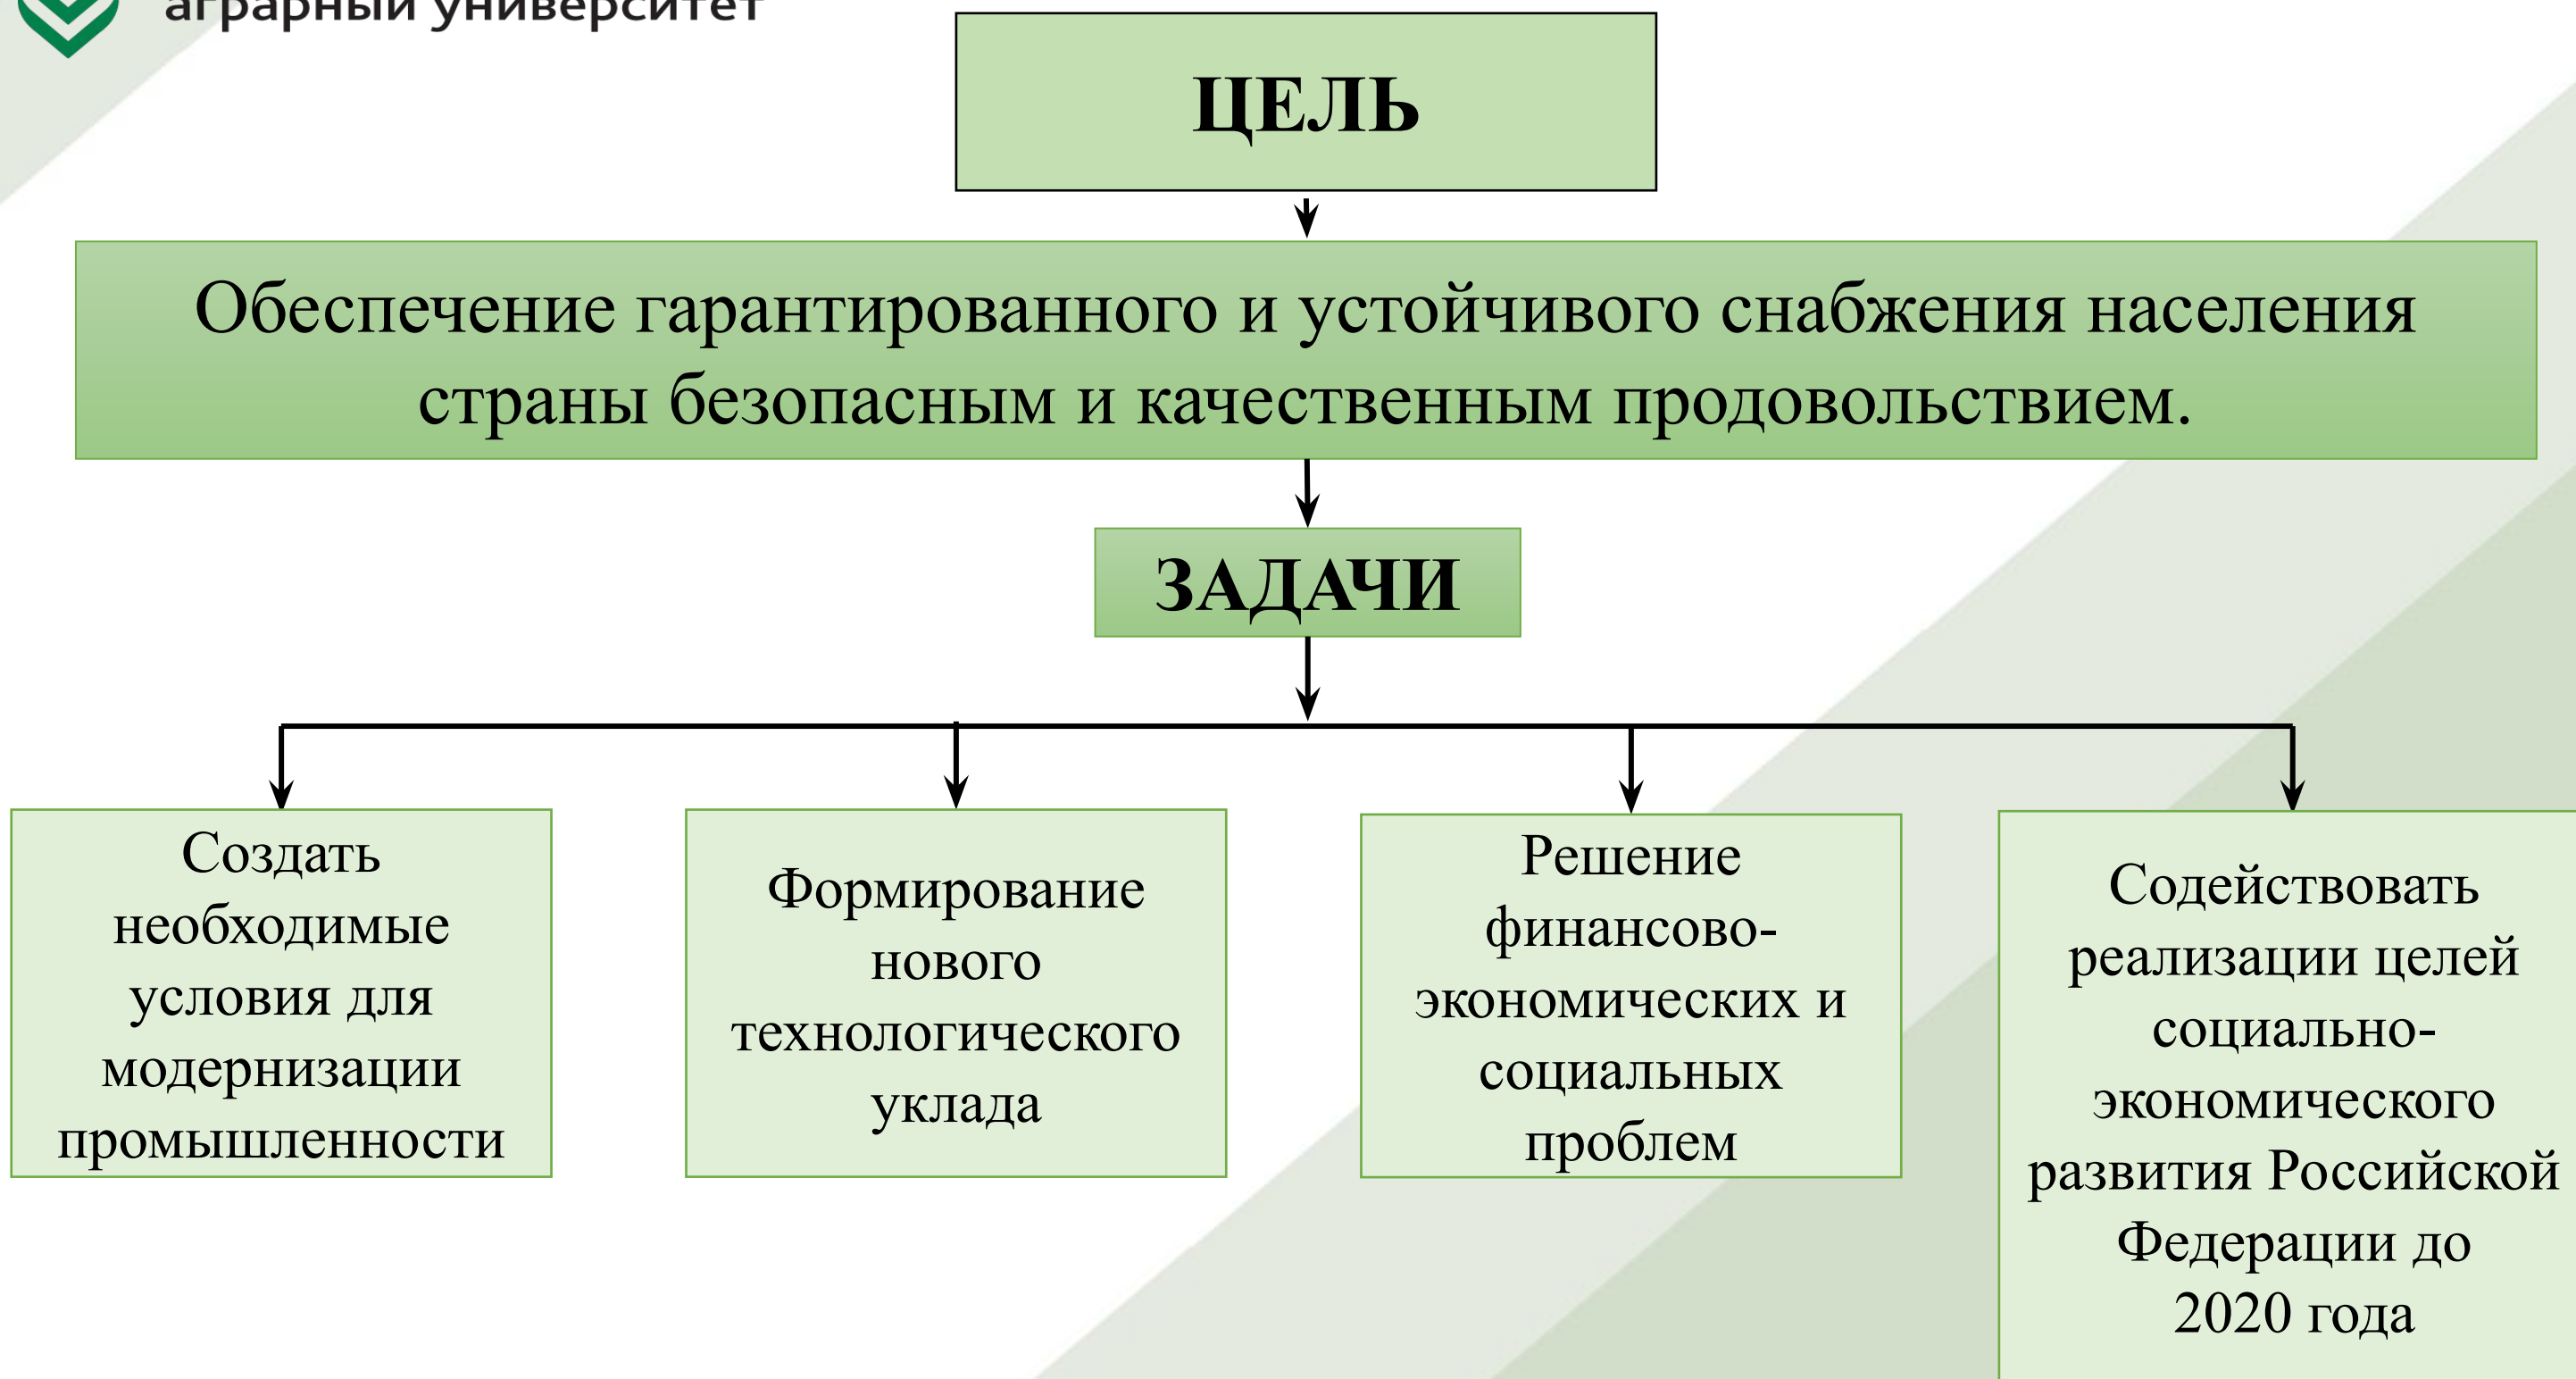 аграрный университет
ЦЕЛЬ
Обеспечение гарантированного и устойчивого снабжения населения
страны безопасным и качественным продовольствием.
ЗАДАЧИ
Создать
необходимые
условия для
модернизации
промышленности
Формирование
нового
технологического
уклада
Решение
финансово-
экономических и
социальных
проблем
Содействовать
реализации целей
социально-
экономического
развития Российской
Федерации до
2020 года